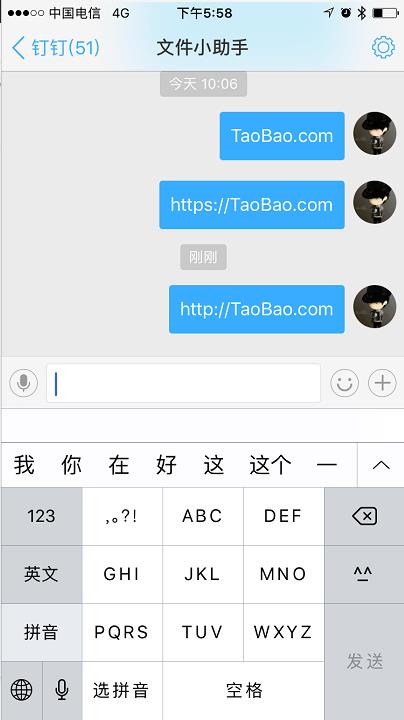 中国电信 4G 下午5:58
钉钉(51) 文件小助手
今天 10:06
TaoBao.com
https://TaoBao.com
刚刚
http://TaoBao.com
我 你 在 好 这 这个 一
123 ,。?! ABC DEF
英文 GHI JKL MNO ^^
拼音 PQRS TUV WXYZ
发送
选拼音 空格